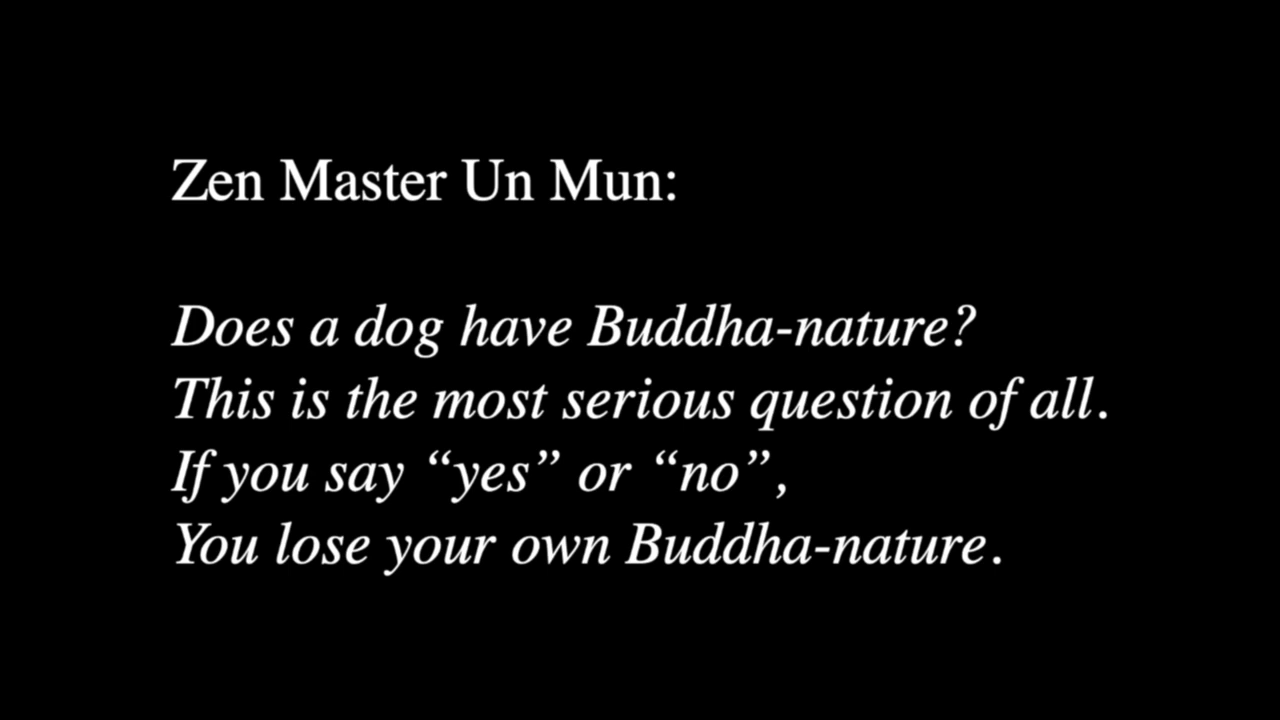 Zen Master Un Mun:
Does a dog have Buddha-nature?
This is the most serious question of all.
If you say “yes” or “no”,
You lose your own Buddha-nature.